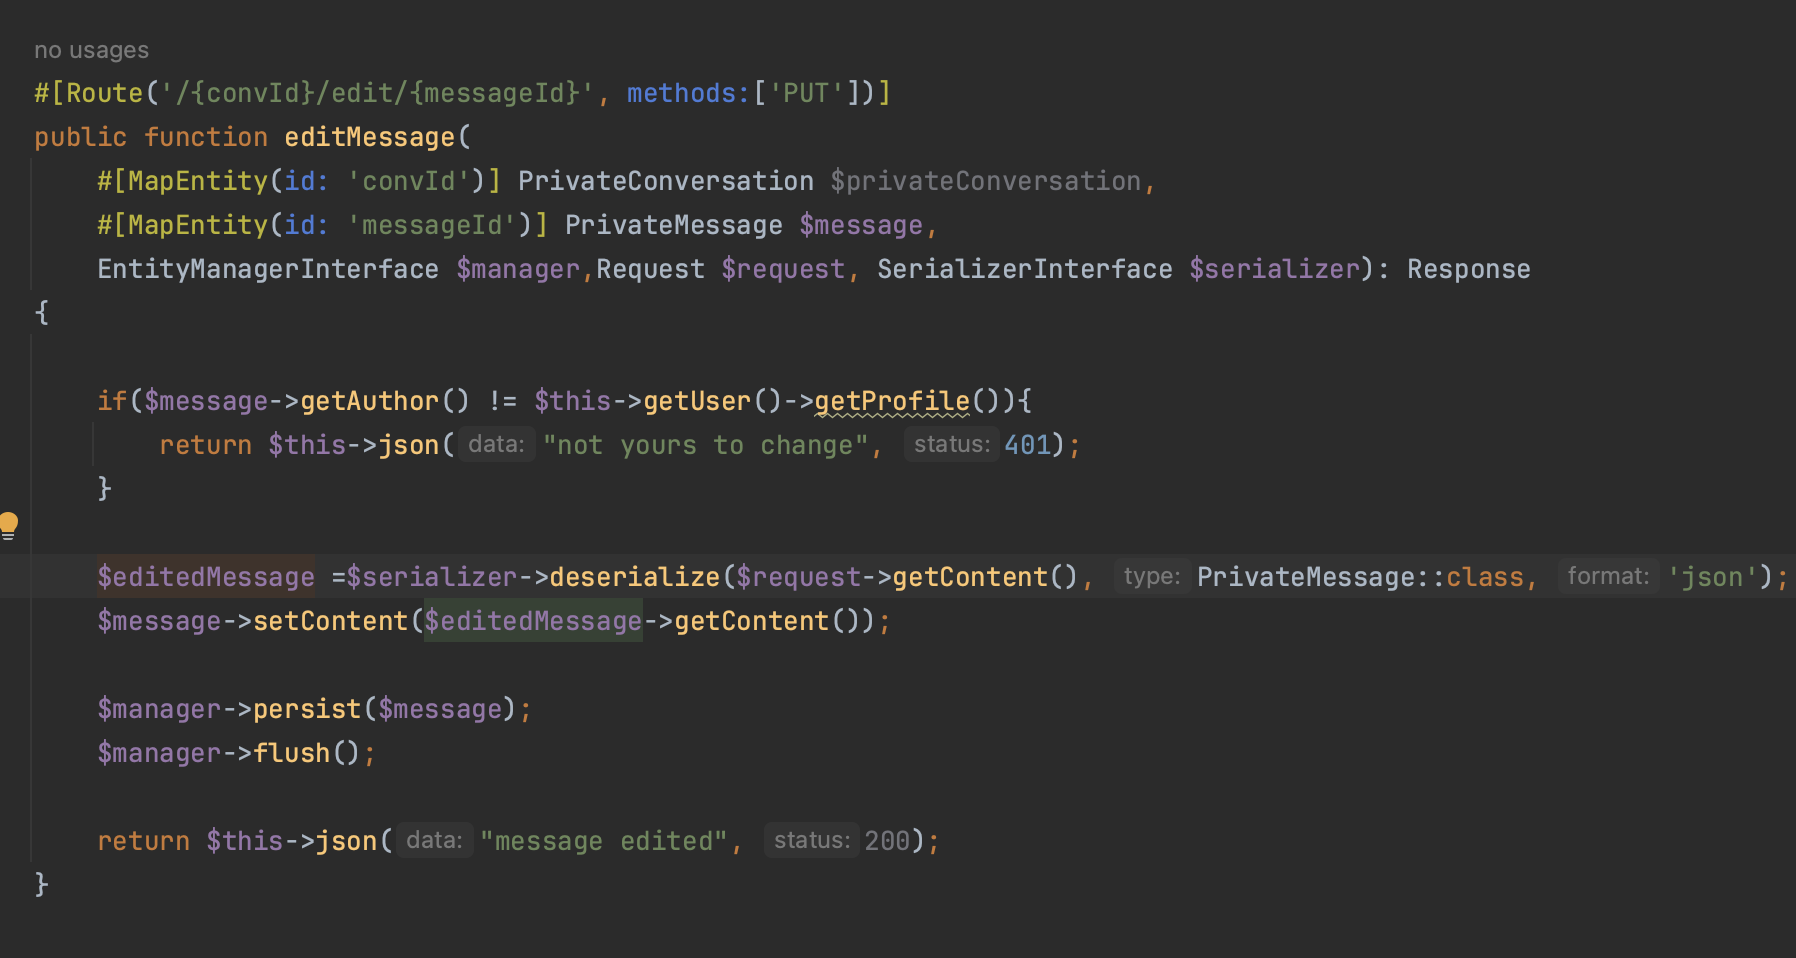 no usages
#[Route('/{convId}/edit/{messageId}', methods:['PUT'])]
public function editMessage(
#[MapEntity(id: 'convId')] PrivateConversation $privateConversation,
#[MapEntity(id: 'messageId')] PrivateMessage $message,
EntityManagerInterface $manager,Request $request, SerializerInterface $serializer): Response
{
if($message->getAuthor() != $this->getUser()->getProfile()){
return $this->json( data: "not yours to change", status: 401);
}
$editedMessage =$serializer->deserialize($request->getContent(), type: PrivateMessage::class, format: 'json');
$message->setContent($editedMessage->getContent());
$manager->persist($message);
$manager->flush();
return $this->json( data: "message edited", status: 200);
}